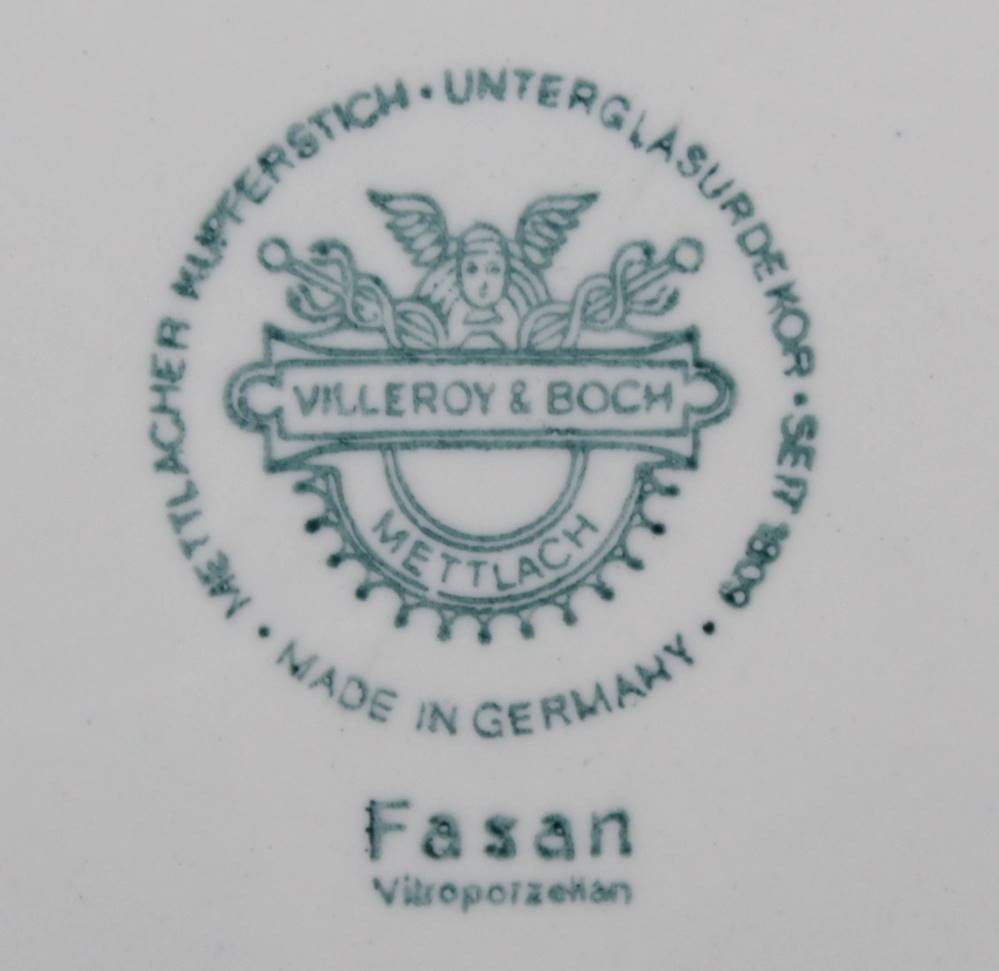 METTLACHER KUPFERSTICH · UNTERGLASURDEKOR · SEIT 1809 · MADE IN GERMANY ·
VILLEROY & BOCH
METTLACH
Fasan
Vitroporzellan